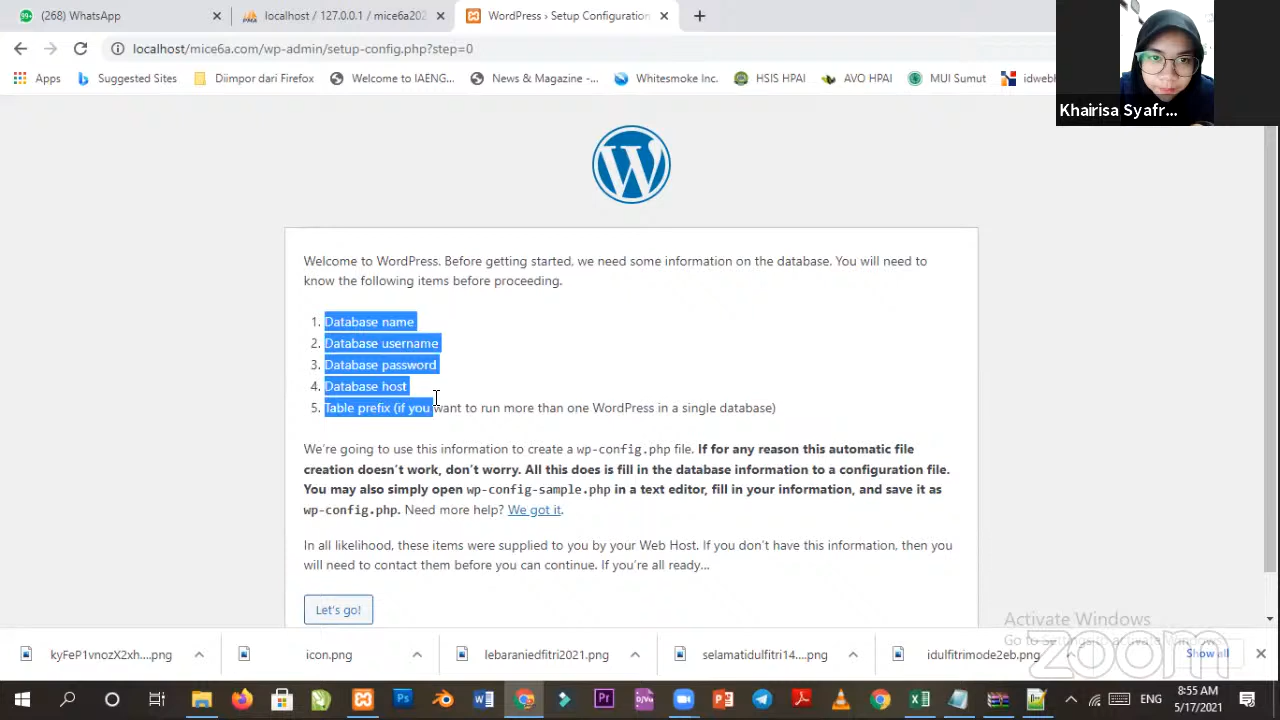 (268) WhatsApp
localhost / 127.0.0.1 / mice6a202
WordPress › Setup Configuration
localhost/mice6a.com/wp-admin/setup-config.php?step=0
Apps
Suggested Sites
Diimpor dari Firefox
Welcome to IAENG...
News & Magazine -...
Whitesmoke Inc.
HSIS HPAI
AVO HPAI
MUI Sumut
idwebh
Khairisa Syafr...
W
Welcome to WordPress. Before getting started, we need some information on the database. You will need to
know the following items before proceeding.
1. Database name
2. Database username
3. Database password
4. Database host
5. Table prefix (if you want to run more than one WordPress in a single database)
We're going to use this information to create a wp-config.php file. If for any reason this automatic file
creation doesn't work, don't worry. All this does is fill in the database information to a configuration file.
You may also simply open wp-config-sample.php in a text editor, fill in your information, and save it as
wp-config.php. Need more help? We got it.
In all likelihood, these items were supplied to you by your Web Host. If you don't have this information, then you
will need to contact them before you can continue. If you're all ready...
Let's go!
Activate Windows
Go to Settings to activate Windows.
zoom
kyFeP1vnozX2xh....png
icon.png
lebaraniedfitri2021.png
selamatidulfitri14....png
idulfitrimode2eb.png
Show all
ENG
8:55 AM
5/17/2021